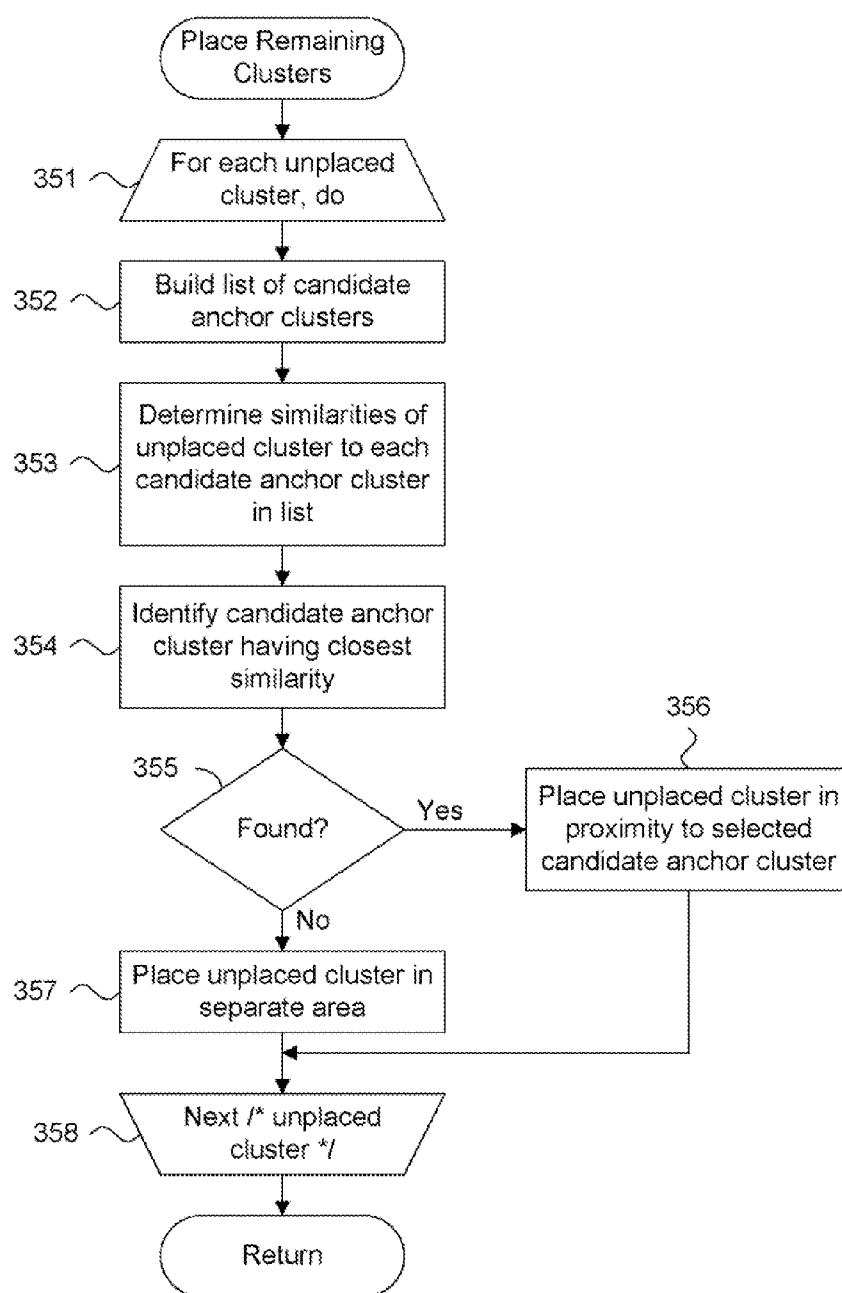 Place Remaining
Clusters
351
For each unplaced
cluster, do
352
Build list of candidate
anchor clusters
353
Determine similarities of
unplaced cluster to each
candidate anchor cluster
in list
354
Identify candidate anchor
cluster having closest
similarity
355
Found?
Yes
356
Place unplaced cluster in
proximity to selected
candidate anchor cluster
No
357
Place unplaced cluster in
separate area
358
Next /* unplaced
cluster */
Return